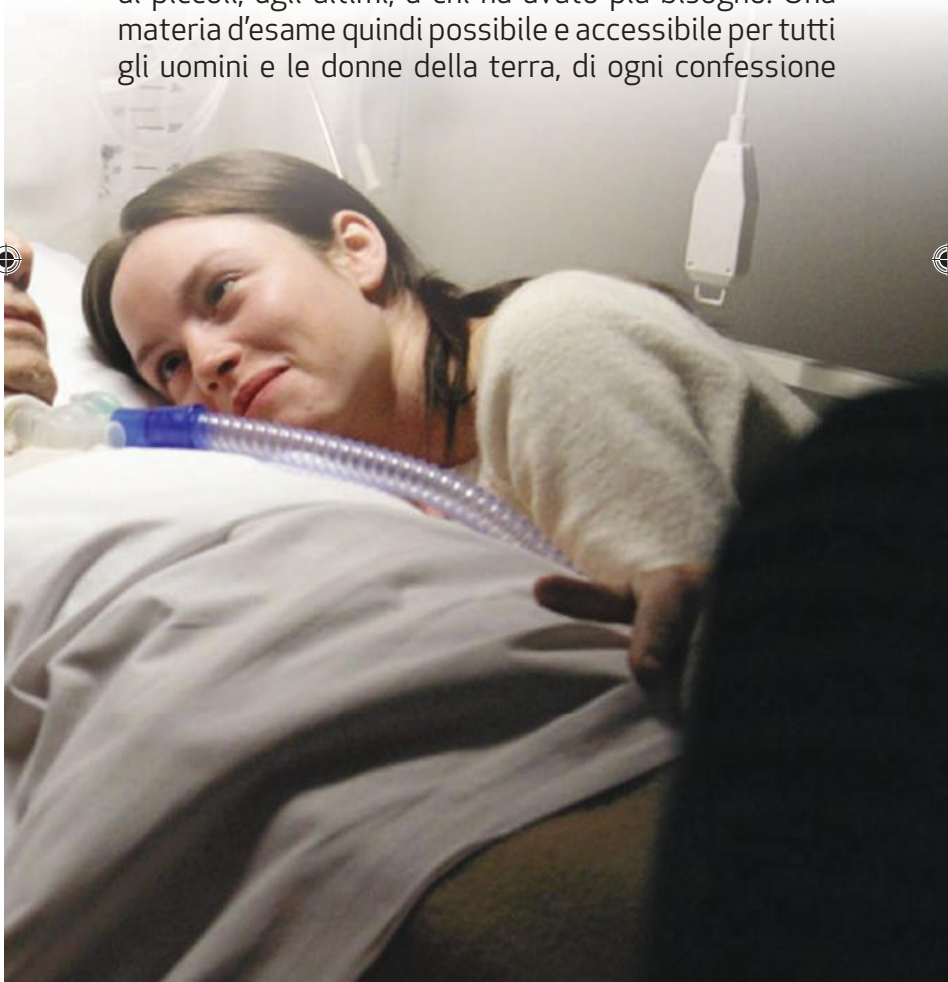 ai piccoli, agli ultimi, a chi ha avuto più bisogno. Una
materia d'esame quindi possibile e accessibile per tutti
gli uomini e le donne della terra, di ogni confessione